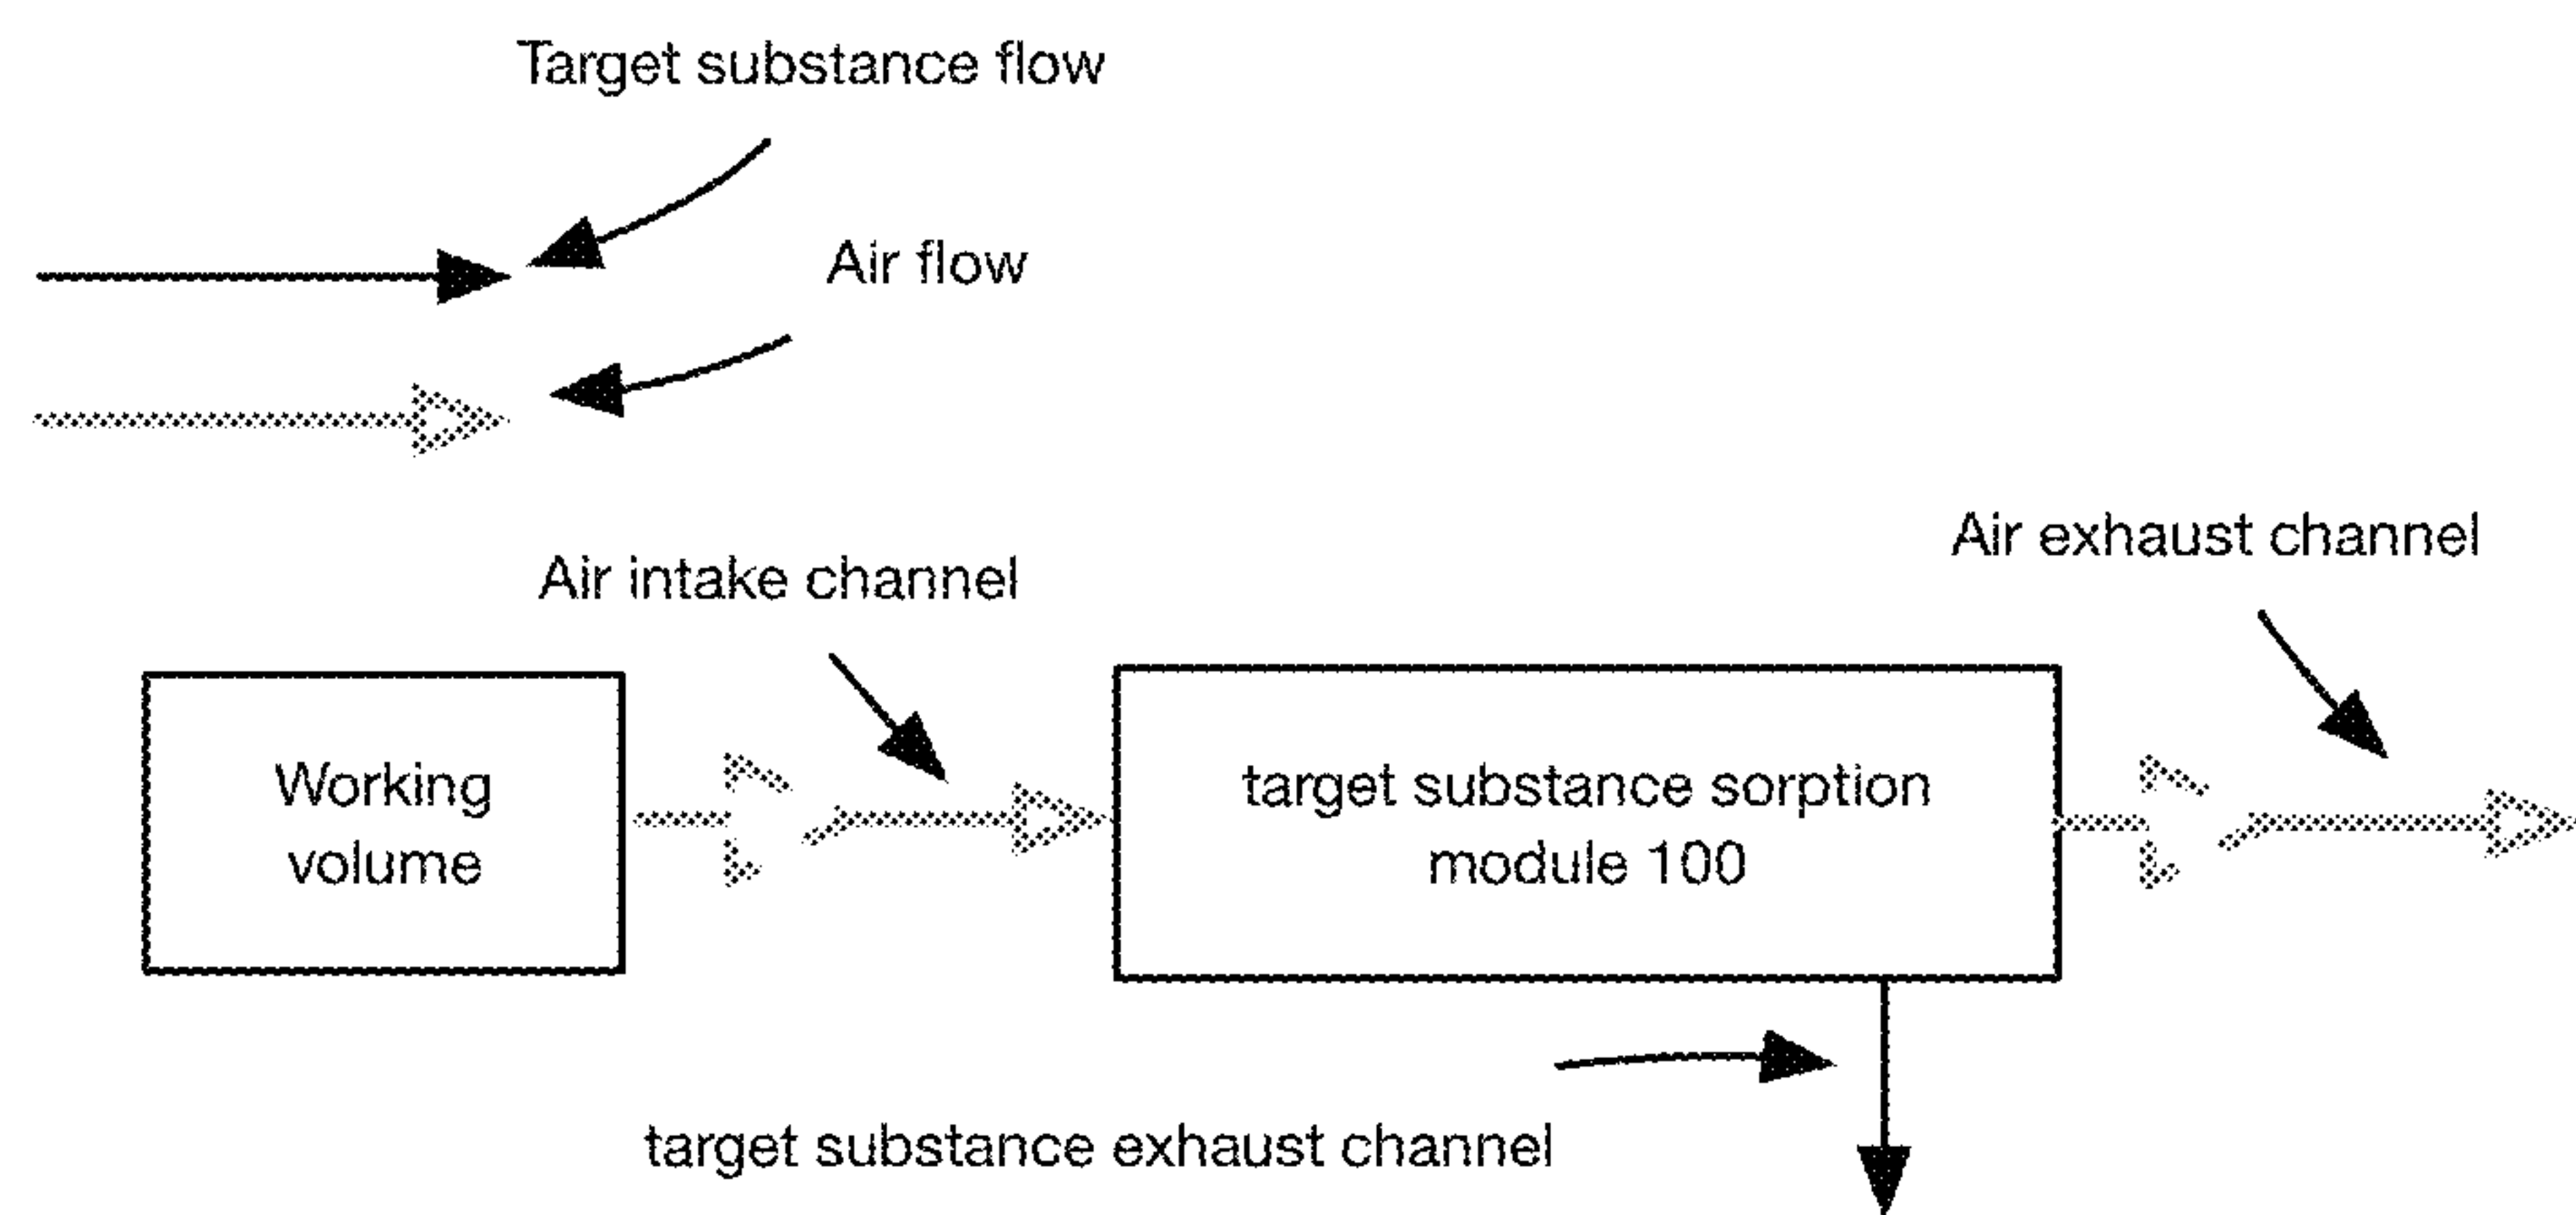 Target substance flow
Air flow
Air exhaust channel
Air intake channel
Working
volume
target substance sorption
module 100
target substance exhaust channel